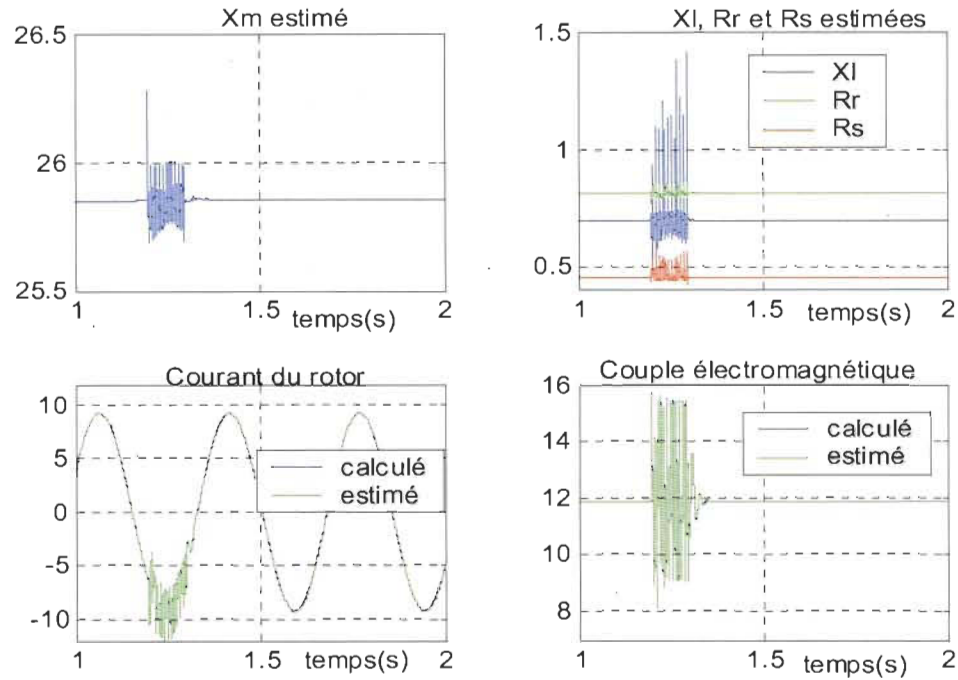 Xm estimé
26.5
26
25.5
1
1.5
2
temps(s)
Xl, Rr et Rs estimées
1.5
1
0.5
Xl
Rr
Rs
1
1.5
2
temps(s)
Courant du rotor
10
5
0
-5
-10
calculé
estimé
1
1.5
2
temps(s)
Couple électromagnétique
16
14
12
10
8
calculé
estimé
1
1.5
2
temps(s)